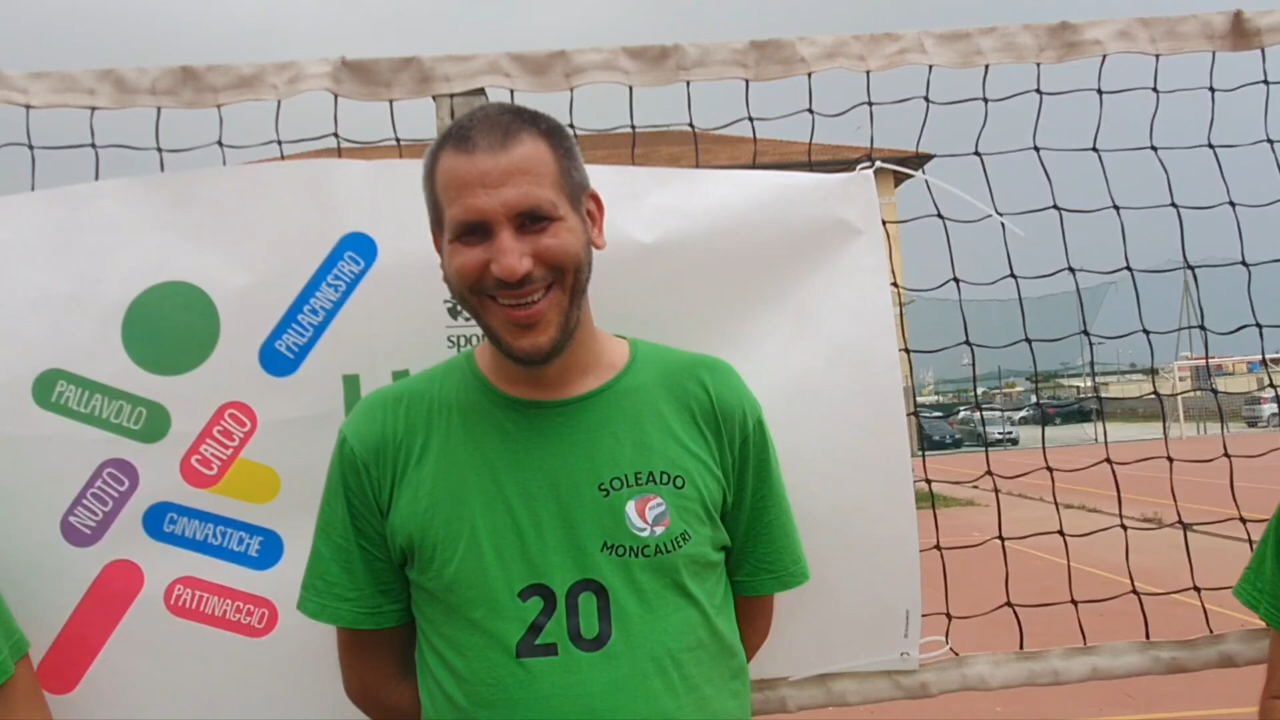 PALLACANESTRO
PALLAVOLO
CALCIO
NUOTO
GINNASTICHE
PATTINAGGIO
SOLEADO
MONCALIERI
20